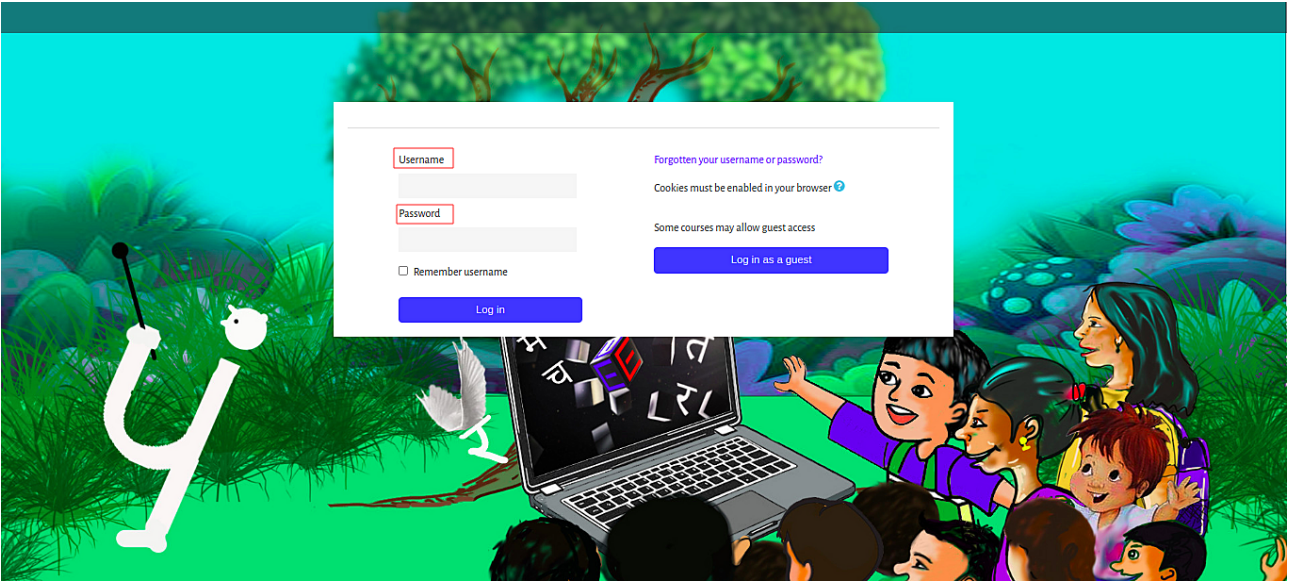 Username
Password
Remember username
Log in
Forgotten your username or password?
Cookies must be enabled in your browser
Some courses may allow guest access
Log in as a guest
ति
र